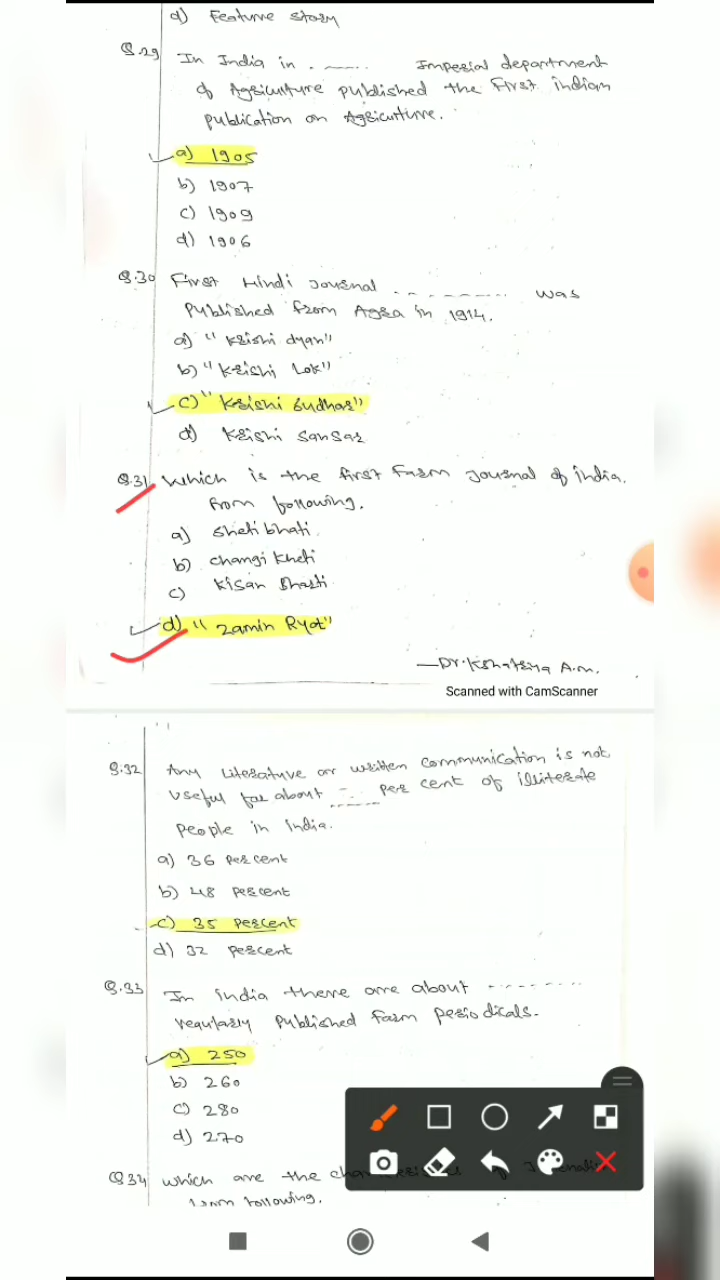 d) Feature story
Q.29 In India in . ...... Imperial department
of Agriculture published the First indian
publication on Agriculture.
a) 1905
b) 1907
c) 1909
d) 1906
Q.30 First Hindi Journal .......... was
published from Agra in 1914.
a) "krishi dyan"
b) "krishi Lok"
c) "krishi Sudhar"
d) krishi Sansar
Q.31 Which is the first Farm Journal of india.
from following.
a) Sheti bhati
b) changi kheti
c) kisan Bharti
d) "Zamin Ryot"
—Dr. Kshatriya A.M.
Scanned with CamScanner
Q.32 Any Literature or written communication is not
useful for about ...... per cent of illiterate
people in india.
a) 36 percent
b) 48 percent
c) 35 percent
d) 32 percent
Q.33 In india there are about ..........
regularly published Farm periodicals.
a) 250
b) 260
c) 280
d) 270
Q34 which are the
from following.